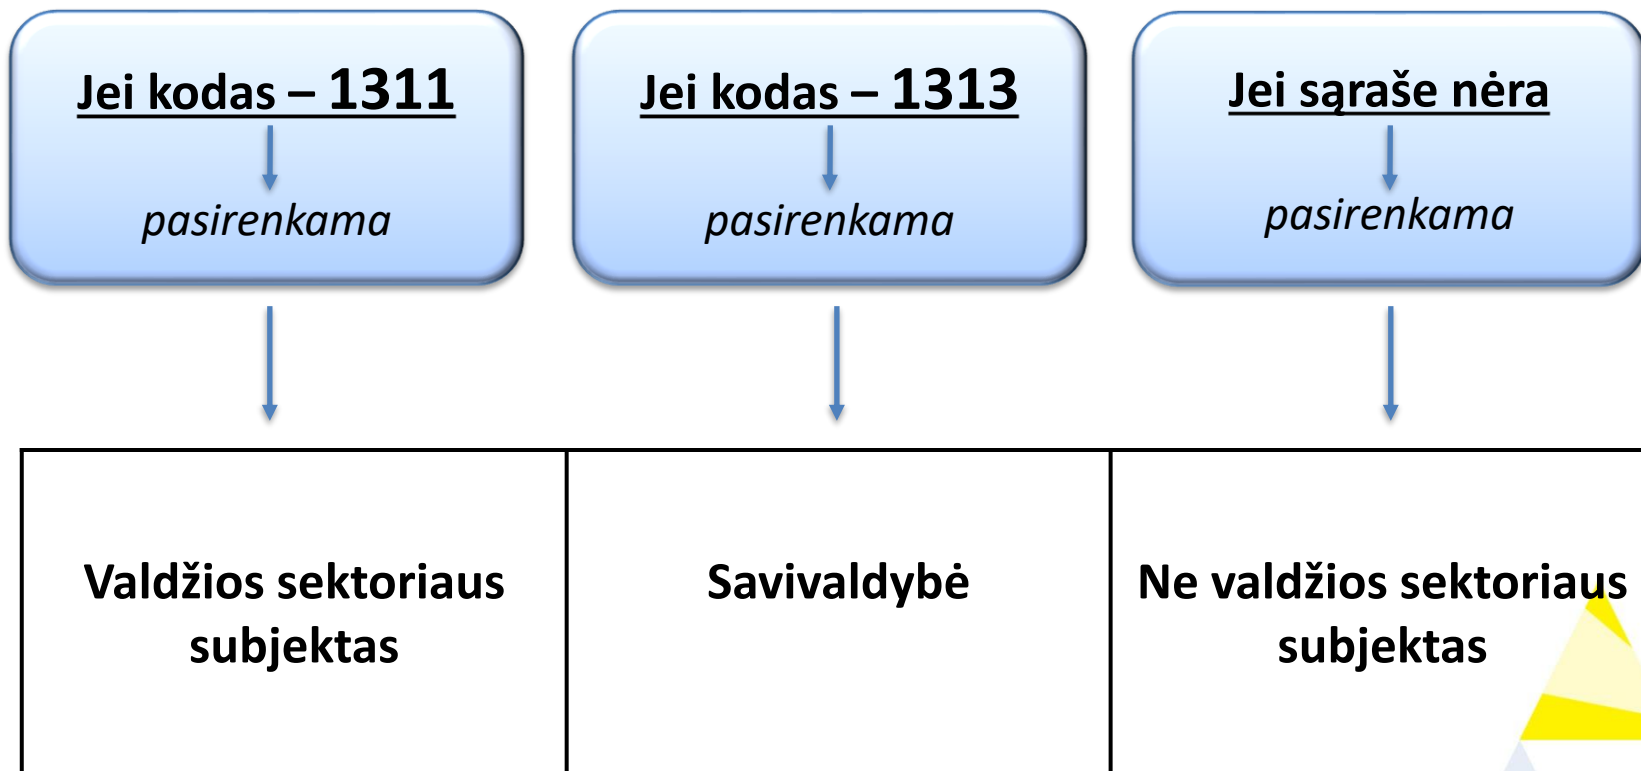 Jei kodas – 1311
pasirenkama
Jei kodas – 1313
pasirenkama
Jei sąraše nėra
pasirenkama
Valdžios sektoriaus
subjektas
Savivaldybė
Ne valdžios sektoriaus
subjektas